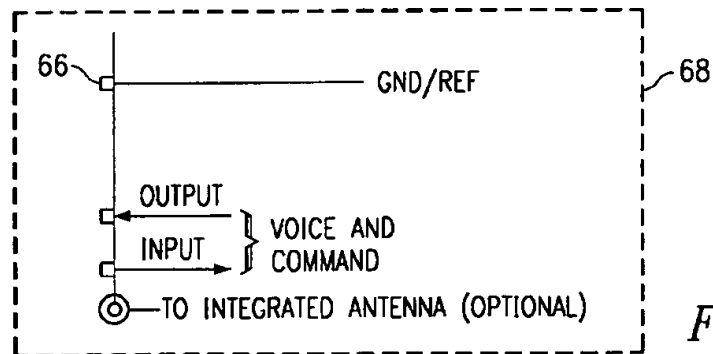 66
GND/REF
68
OUTPUT
VOICE AND
INPUT
COMMAND
TO INTEGRATED ANTENNA (OPTIONAL)
F